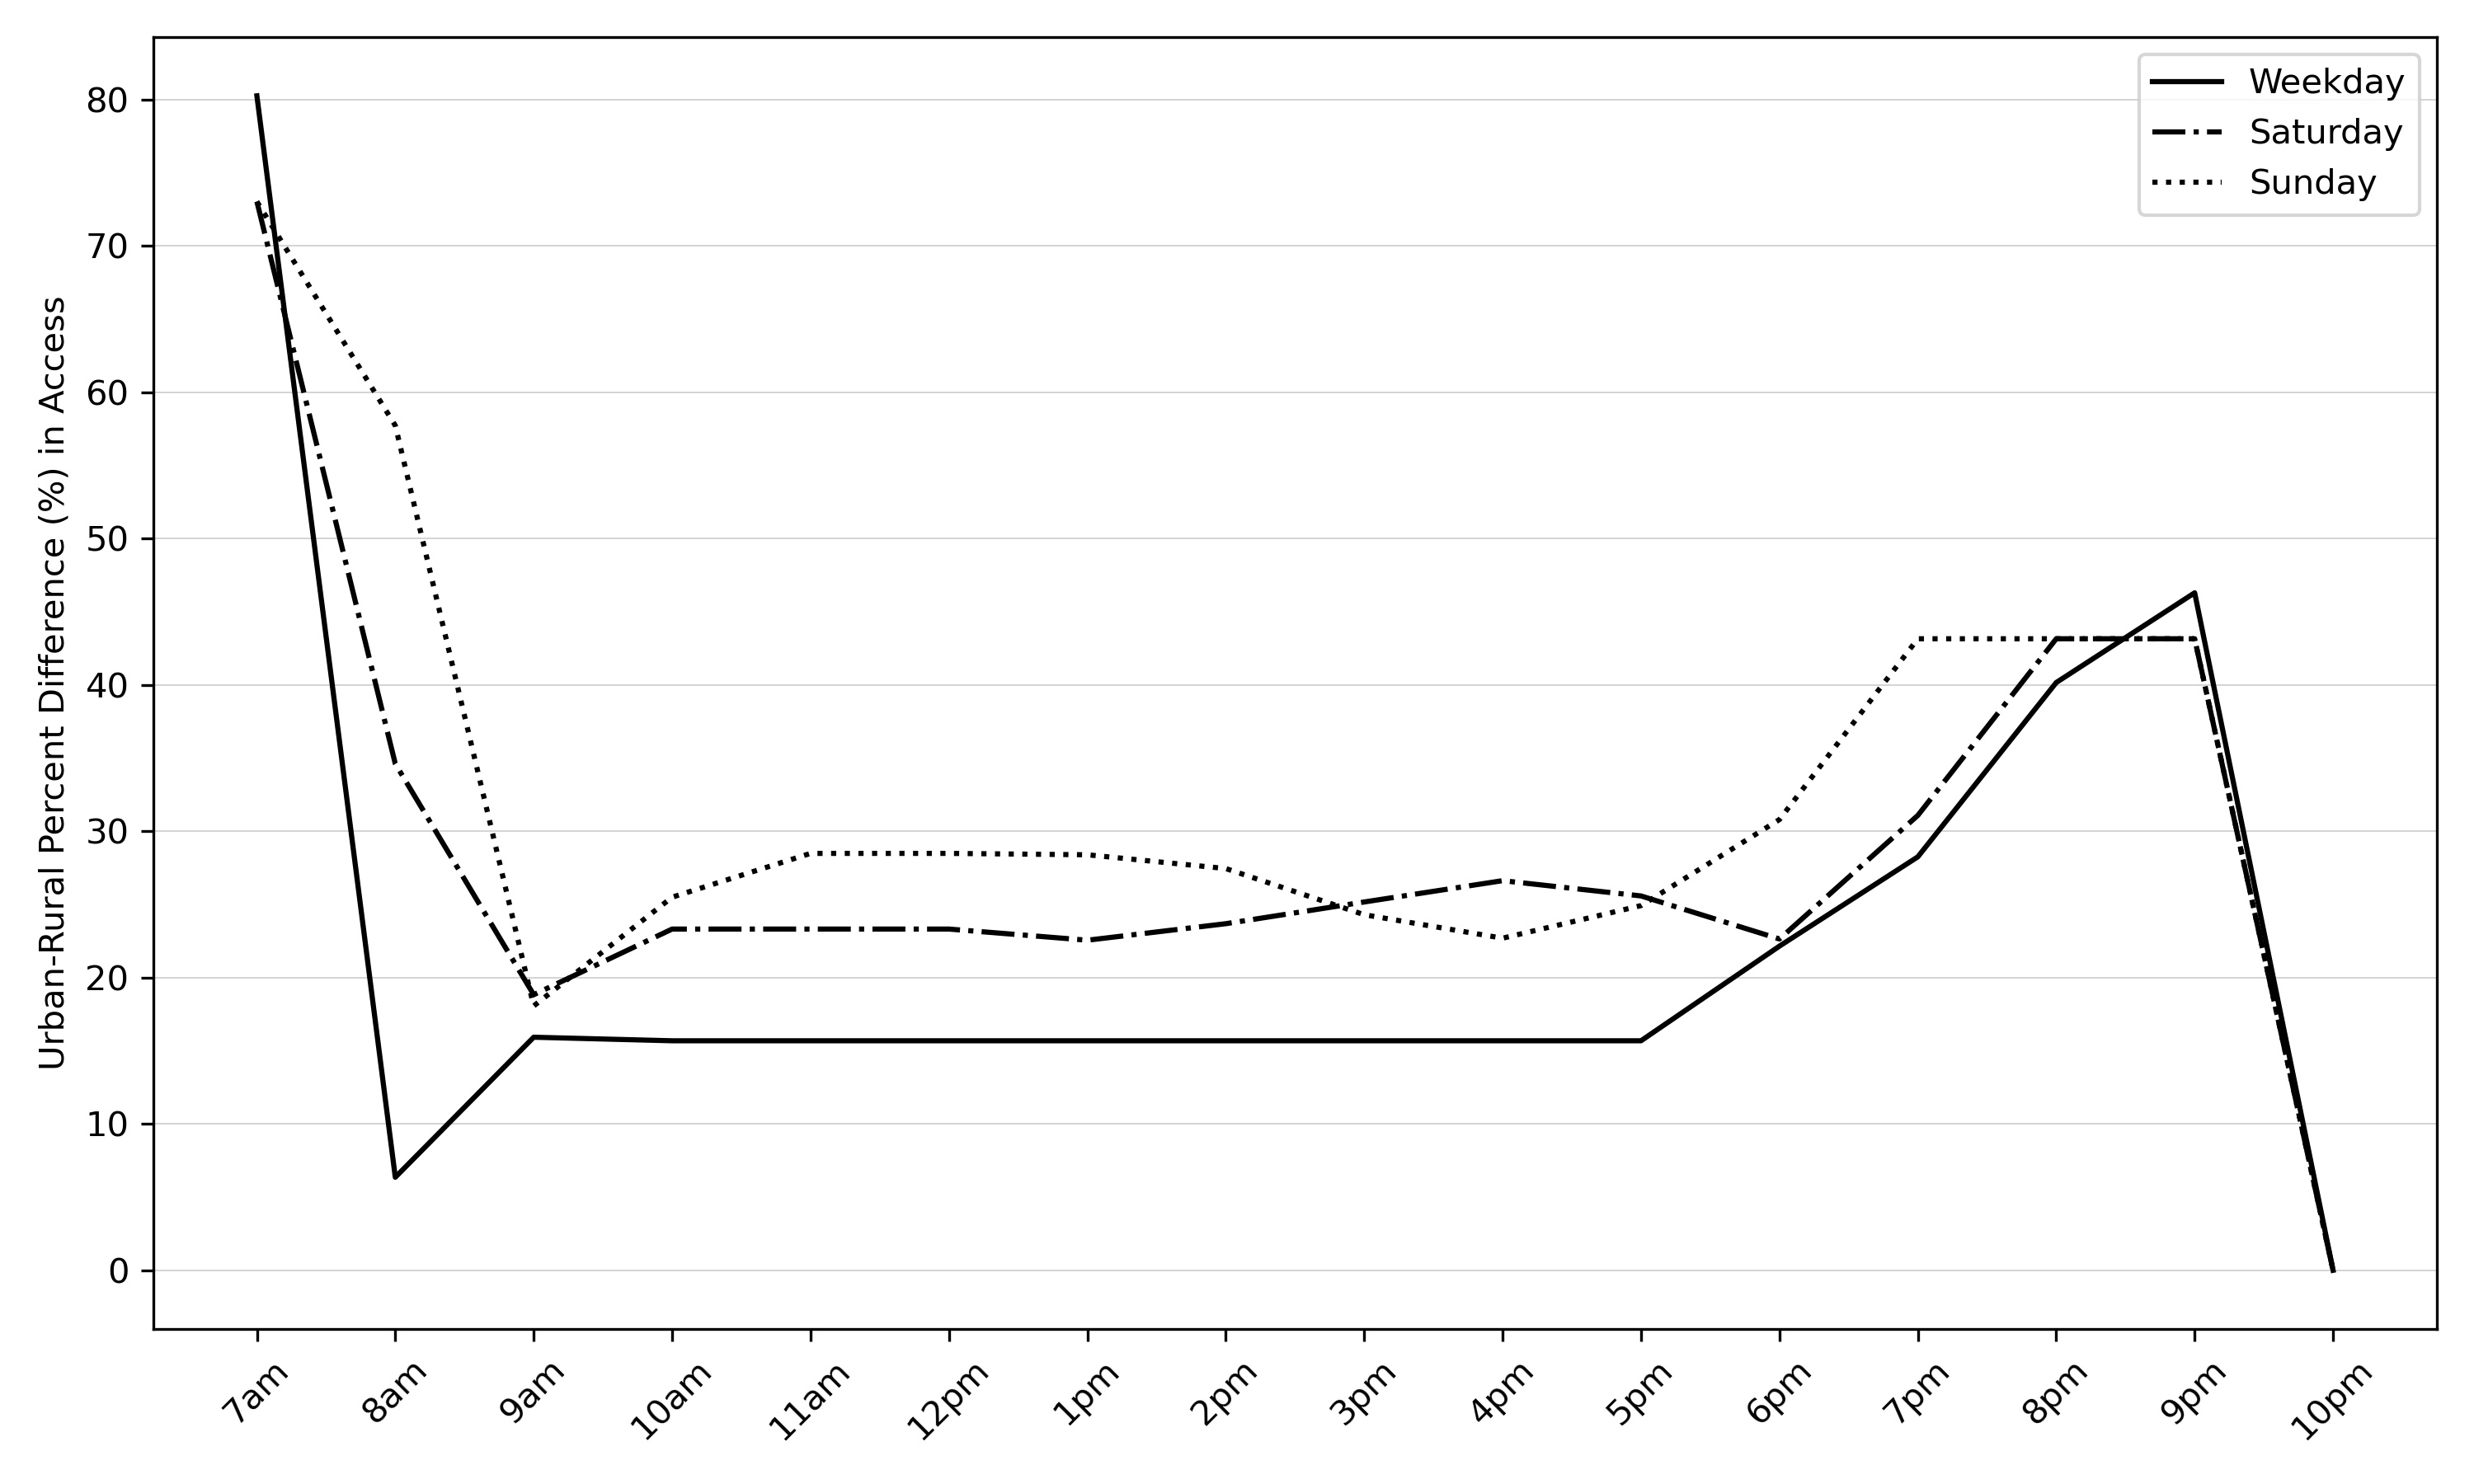 Weekday
Saturday
Sunday
Urban-Rural Percent Difference (%) in Access
80
70
60
50
40
30
20
10
0
7am
8am
9am
10am
11am
12pm
1pm
2pm
3pm
4pm
5pm
6pm
7pm
8pm
9pm
10pm